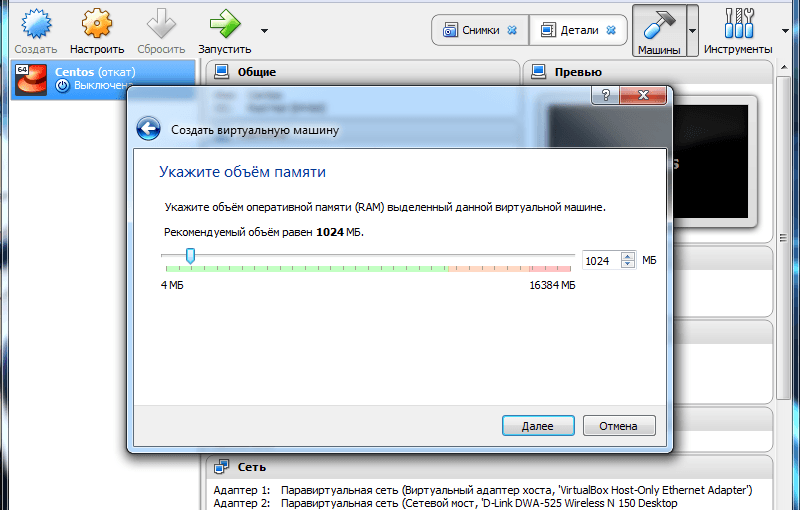 Создать
Настроить
Сбросить
Запустить
Снимки
Детали
Машины
Инструменты
64
Centos (откат)
Выключена
Общие
Превью
Создать виртуальную машину
Укажите объём памяти
Укажите объём оперативной памяти (RAM) выделенный данной виртуальной машине.
Рекомендуемый объём равен 1024 МБ.
1024 МБ
4 МБ 16384 МБ
Далее Отмена
Сеть
Адаптер 1: Паравиртуальная сеть (Виртуальный адаптер хоста, 'VirtualBox Host-Only Ethernet Adapter')
Адаптер 2: Паравиртуальная сеть (Сетевой мост, 'D-Link DWA-525 Wireless N 150 Desktop